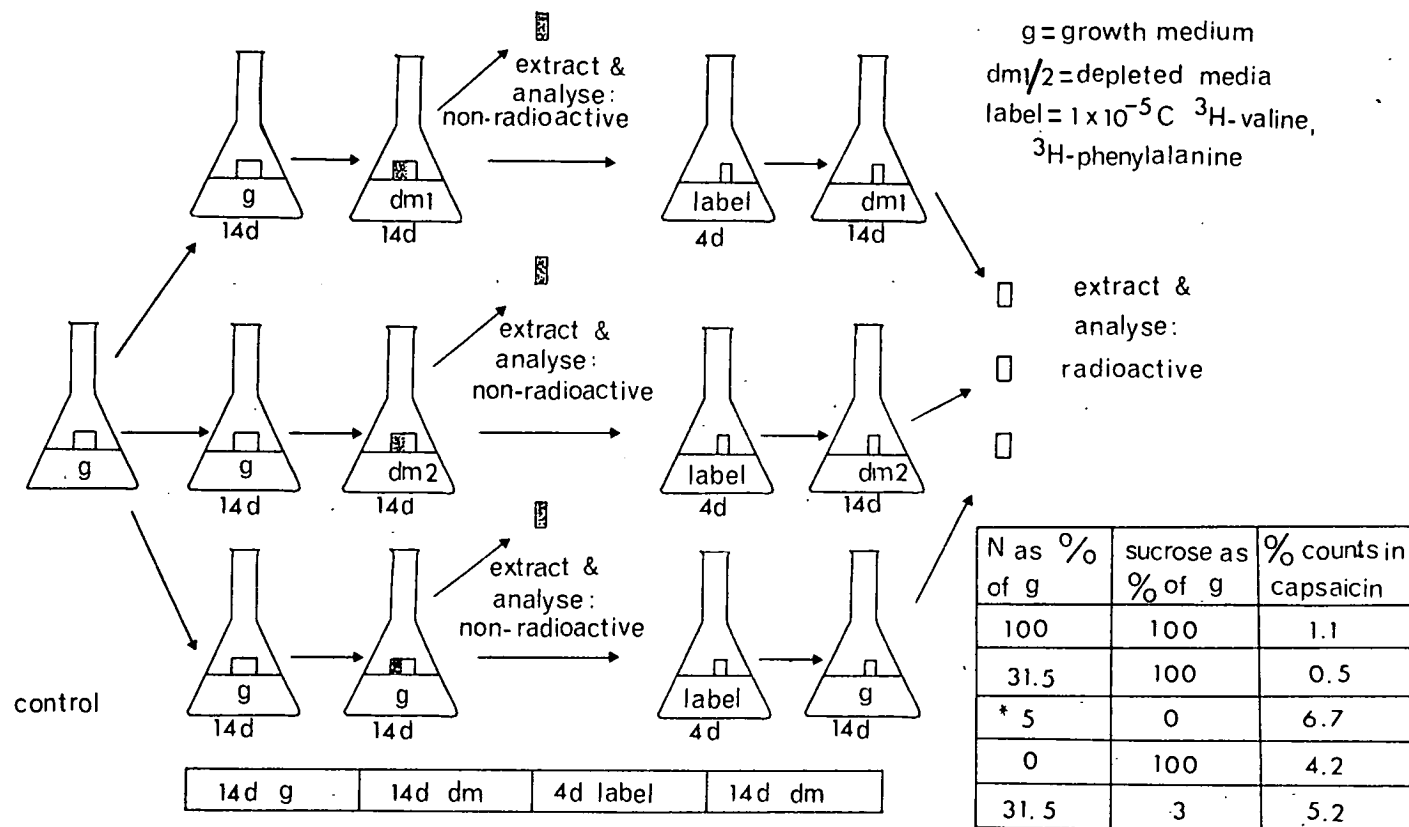 g = growth medium
dm1/2 = depleted media
label = 1 x 10⁻⁵ C ³H-valine,
³H-phenylalanine
extract &
analyse:
non-radioactive
g
14d
dm1
14d
label
4d
dm1
14d
extract &
analyse:
non-radioactive
g
g
14d
dm2
14d
label
4d
dm2
14d
extract &
analyse:
radioactive
extract &
analyse:
non-radioactive
control
g
14d
g
14d
label
4d
g
14d
14d g 14d dm 4d label 14d dm
N as % of g sucrose as % of g % counts in capsaicin
100 100 1.1
31.5 100 0.5
* 5 0 6.7
0 100 4.2
31.5 3 5.2